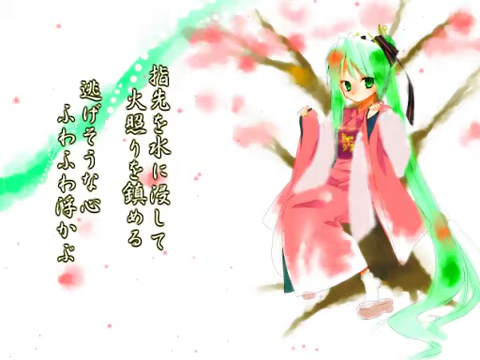 指先を水に浸して
火照りを鎮める
逃げそうな心
ふわふわ浮かぶ